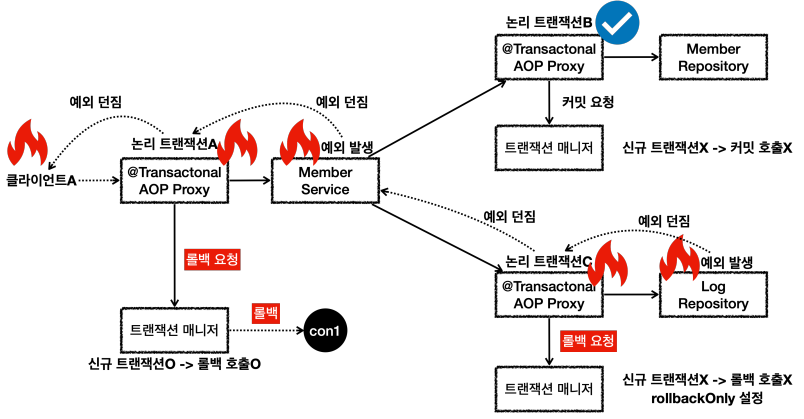 논리 트랜잭션B
@Transactonal
AOP Proxy
Member
Repository
커밋 요청
트랜잭션 매니저
신규 트랜잭션X -> 커밋 호출X
예외 던짐
예외 던짐
논리 트랜잭션A
예외 발생
클라이언트A
@Transactonal
AOP Proxy
Member
Service
롤백 요청
트랜잭션 매니저
롤백
con1
신규 트랜잭션O -> 롤백 호출O
예외 던짐
예외 던짐
논리 트랜잭션C
예외 발생
@Transactonal
AOP Proxy
Log
Repository
롤백 요청
트랜잭션 매니저
신규 트랜잭션X -> 롤백 호출X
rollbackOnly 설정